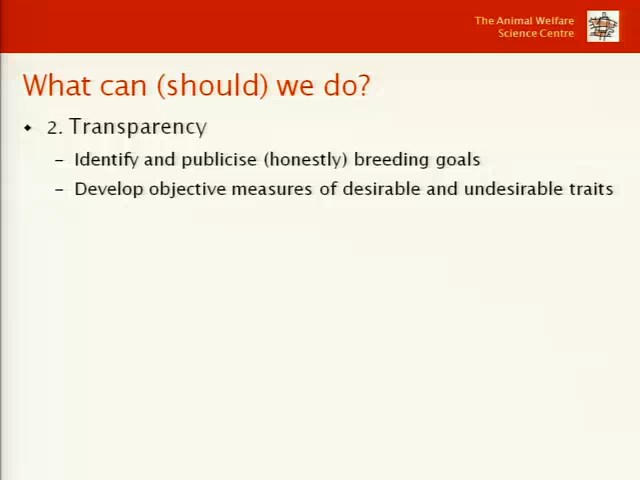 The Animal Welfare
Science Centre
What can (should) we do?
◆ 2. Transparency
– Identify and publicise (honestly) breeding goals
– Develop objective measures of desirable and undesirable traits